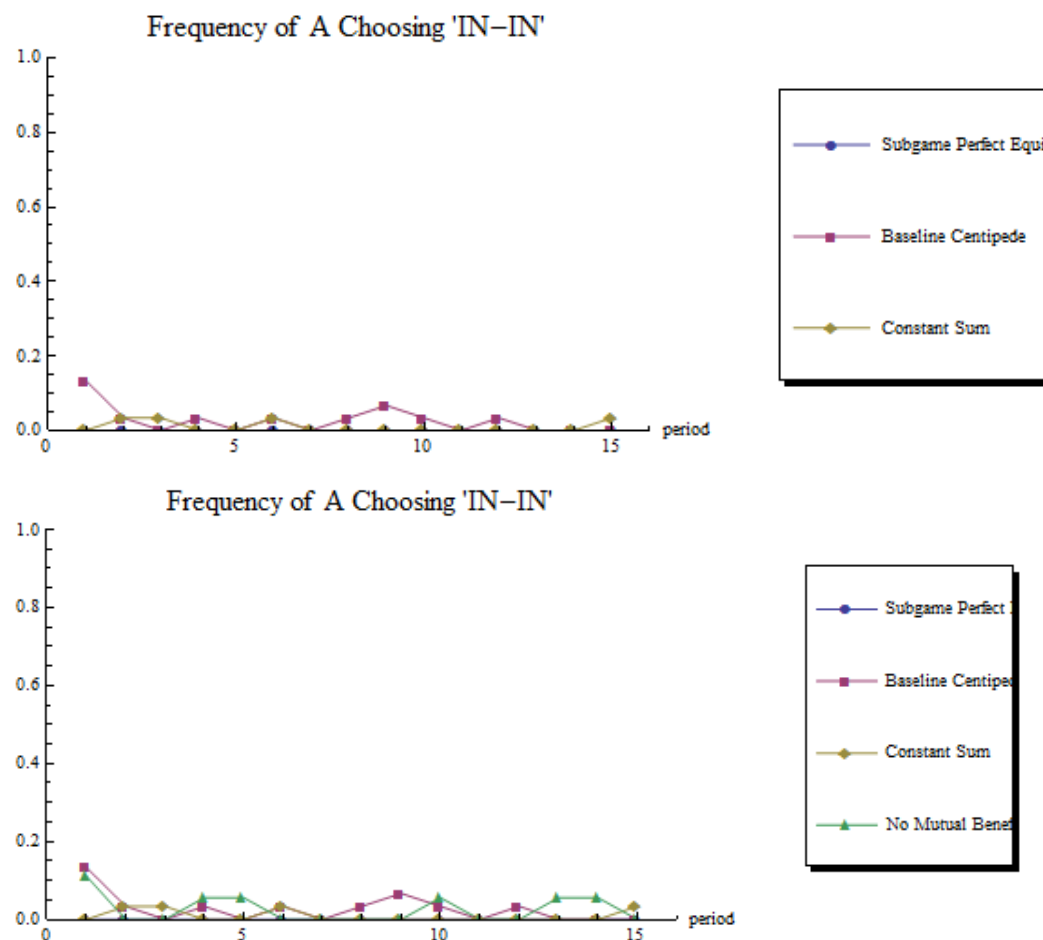 Frequency of A Choosing 'IN−IN'
1.0
0.8
0.6
0.4
0.2
0.0
0
5
10
15
period
Subgame Perfect Equi
Baseline Centipede
Constant Sum
Frequency of A Choosing 'IN−IN'
1.0
0.8
0.6
0.4
0.2
0.0
0
5
10
15
period
Subgame Perfect
Baseline Centiped
Constant Sum
No Mutual Benef